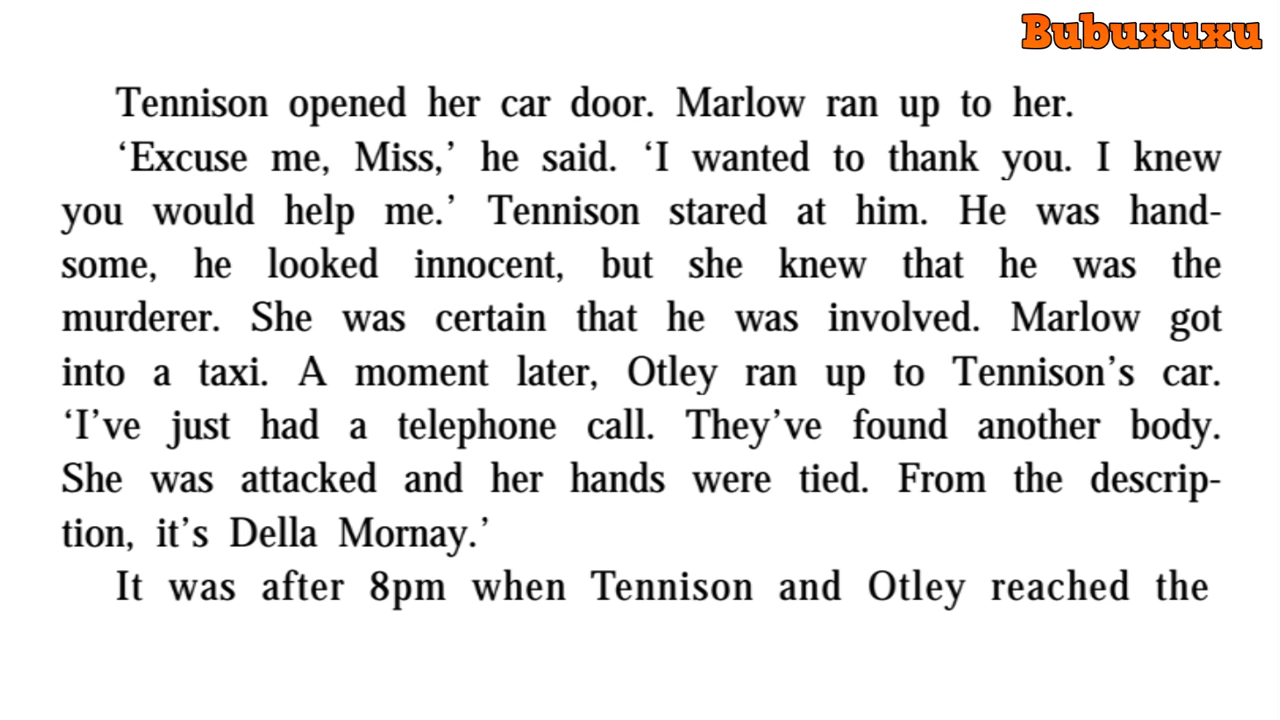 Bubuxuxu
Tennison opened her car door. Marlow ran up to her.
‘Excuse me, Miss,’ he said. ‘I wanted to thank you. I knew
you would help me.’ Tennison stared at him. He was hand-
some, he looked innocent, but she knew that he was the
murderer. She was certain that he was involved. Marlow got
into a taxi. A moment later, Otley ran up to Tennison’s car.
‘I’ve just had a telephone call. They’ve found another body.
She was attacked and her hands were tied. From the descrip-
tion, it’s Della Mornay.’
It was after 8pm when Tennison and Otley reached the